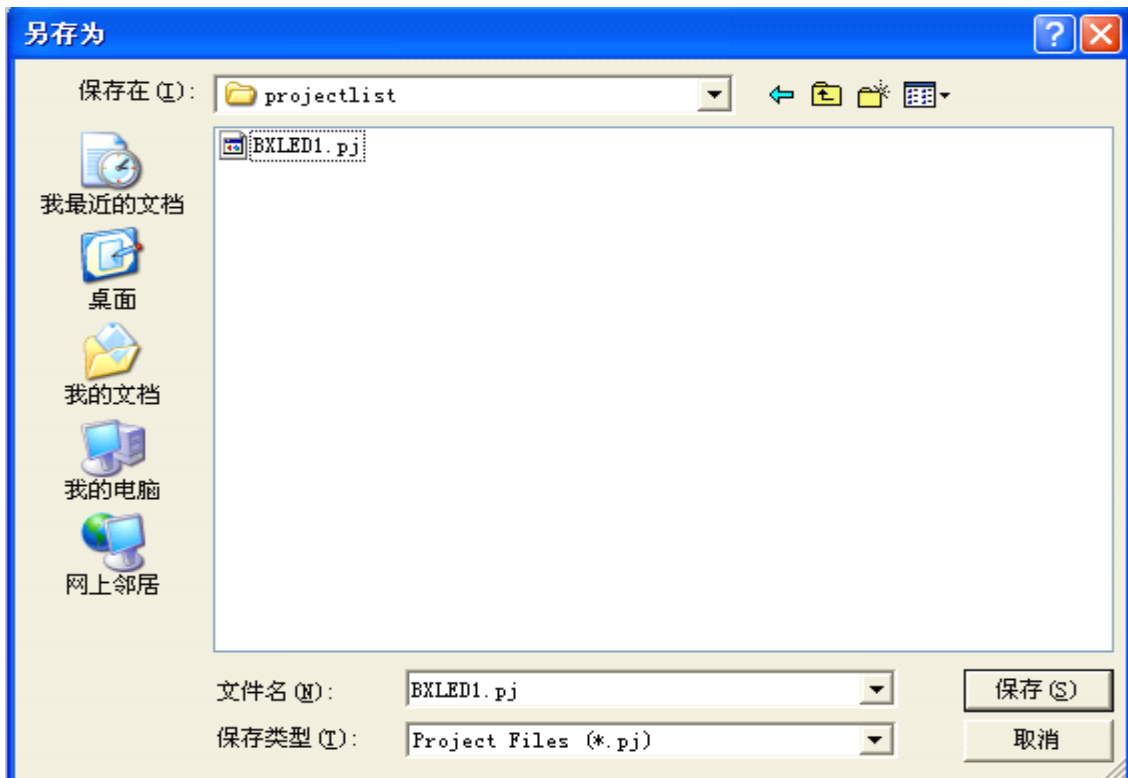 另存为
保存在(I):
projectlist
BXLED1.pj
我最近的文档
桌面
我的文档
我的电脑
网上邻居
文件名(N):
BXLED1.pj
保存(S)
保存类型(T):
Project Files (*.pj)
取消